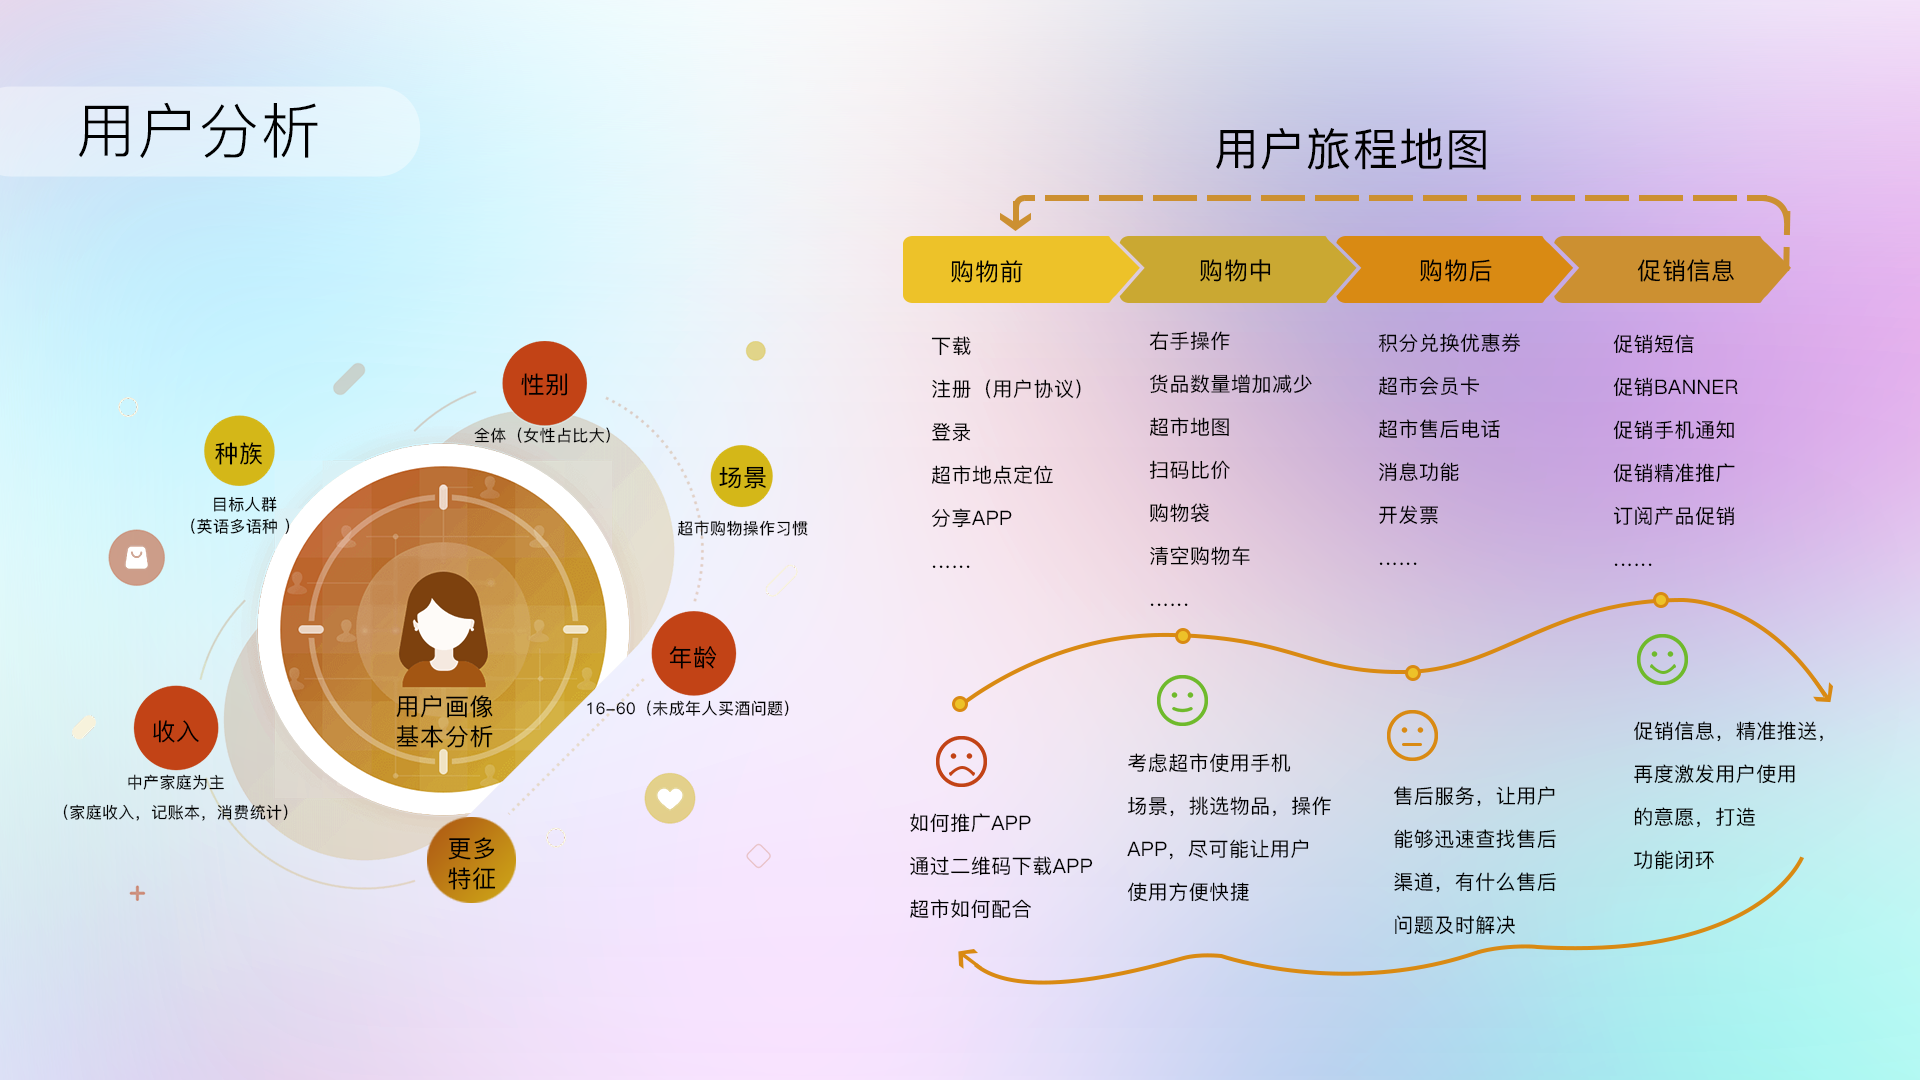 用户分析
性别
全体（女性占比大）
种族
目标人群
（英语多语种 ）
场景
超市购物操作习惯
年龄
16-60（未成年人买酒问题）
收入
中产家庭为主
（家庭收入，记账本，消费统计）
用户画像
基本分析
更多
特征
用户旅程地图
购物前
购物中
购物后
促销信息
下载
注册（用户协议）
登录
超市地点定位
分享APP
......
右手操作
货品数量增加减少
超市地图
扫码比价
购物袋
清空购物车
......
积分兑换优惠券
超市会员卡
超市售后电话
消息功能
开发票
......
促销短信
促销BANNER
促销手机通知
促销精准推广
订阅产品促销
......
如何推广APP
通过二维码下载APP
超市如何配合
考虑超市使用手机
场景，挑选物品，操作
APP，尽可能让用户
使用方便快捷
售后服务，让用户
能够迅速查找售后
渠道，有什么售后
问题及时解决
促销信息，精准推送，
再度激发用户使用
的意愿，打造
功能闭环